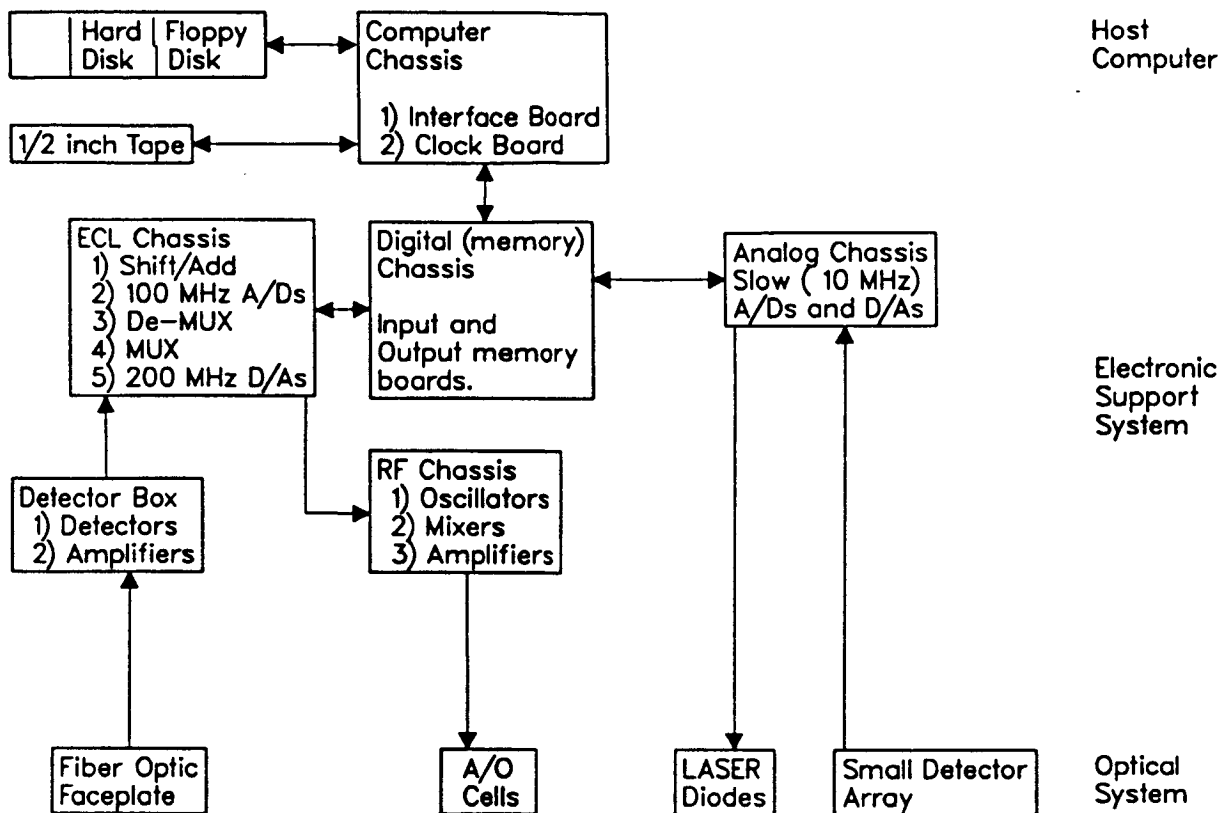 Hard Floppy
Disk Disk
Computer
Chassis
1) Interface Board
2) Clock Board
Host
Computer
1/2 inch Tape
ECL Chassis
1) Shift/Add
2) 100 MHz A/Ds
3) De-MUX
4) MUX
5) 200 MHz D/As
Digital (memory)
Chassis
Input and
Output memory
boards.
Analog Chassis
Slow ( 10 MHz)
A/Ds and D/As
Electronic
Support
System
Detector Box
1) Detectors
2) Amplifiers
RF Chassis
1) Oscillators
2) Mixers
3) Amplifiers
Fiber Optic
Faceplate
A/O
Cells
LASER
Diodes
Small Detector
Array
Optical
System